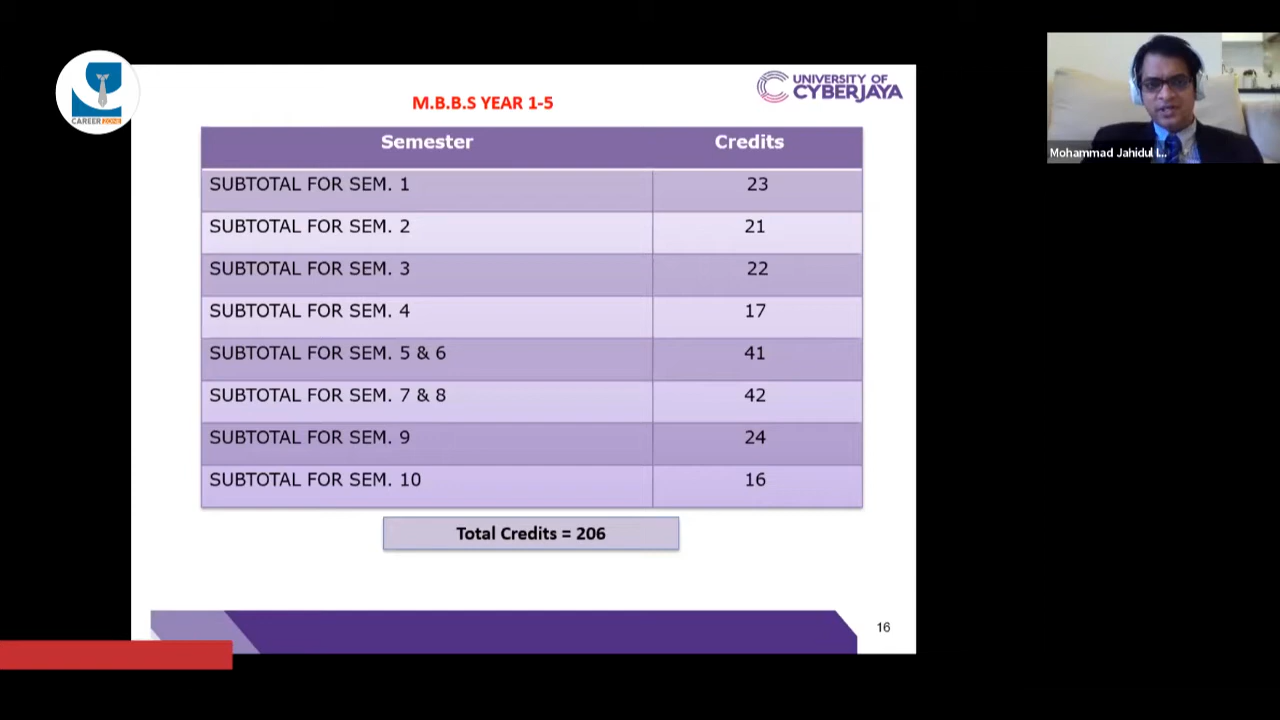 CAREER
UNIVERSITY OF
CYBERJAYA
M.B.B.S YEAR 1-5
Semester Credits
SUBTOTAL FOR SEM. 1 23
SUBTOTAL FOR SEM. 2 21
SUBTOTAL FOR SEM. 3 22
SUBTOTAL FOR SEM. 4 17
SUBTOTAL FOR SEM. 5 & 6 41
SUBTOTAL FOR SEM. 7 & 8 42
SUBTOTAL FOR SEM. 9 24
SUBTOTAL FOR SEM. 10 16
Total Credits = 206
16
Mohammad Jahidul I...